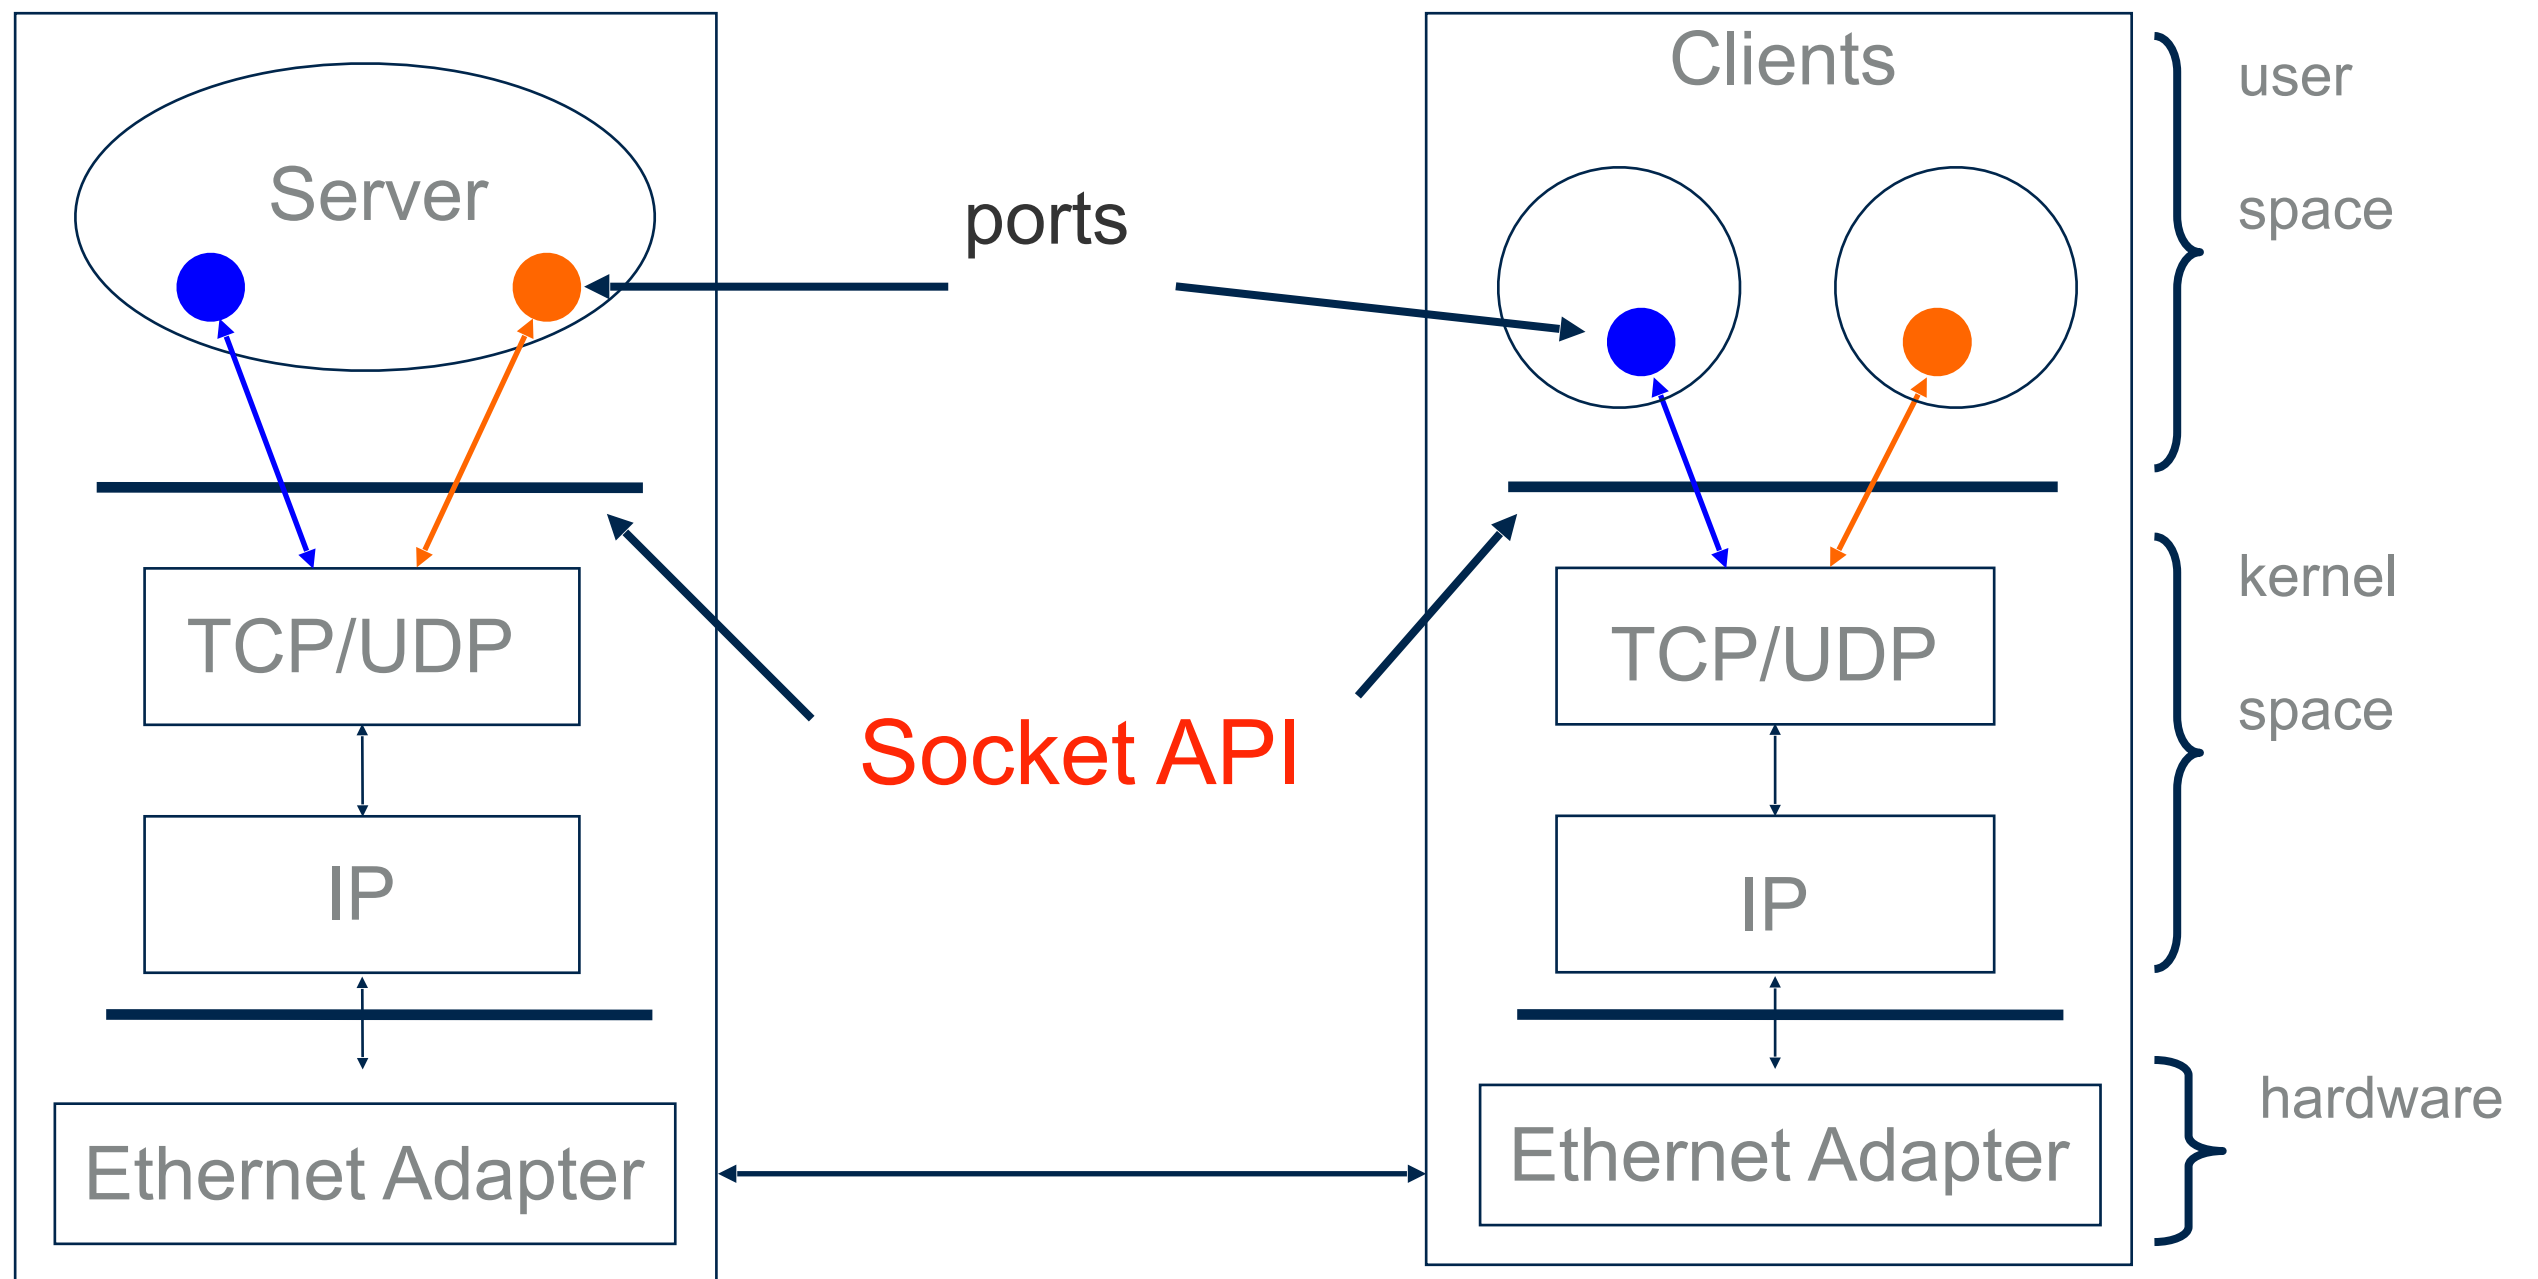 Server
ports
Clients
user
space
TCP/UDP
Socket API
TCP/UDP
kernel
space
IP
IP
Ethernet Adapter
Ethernet Adapter
hardware